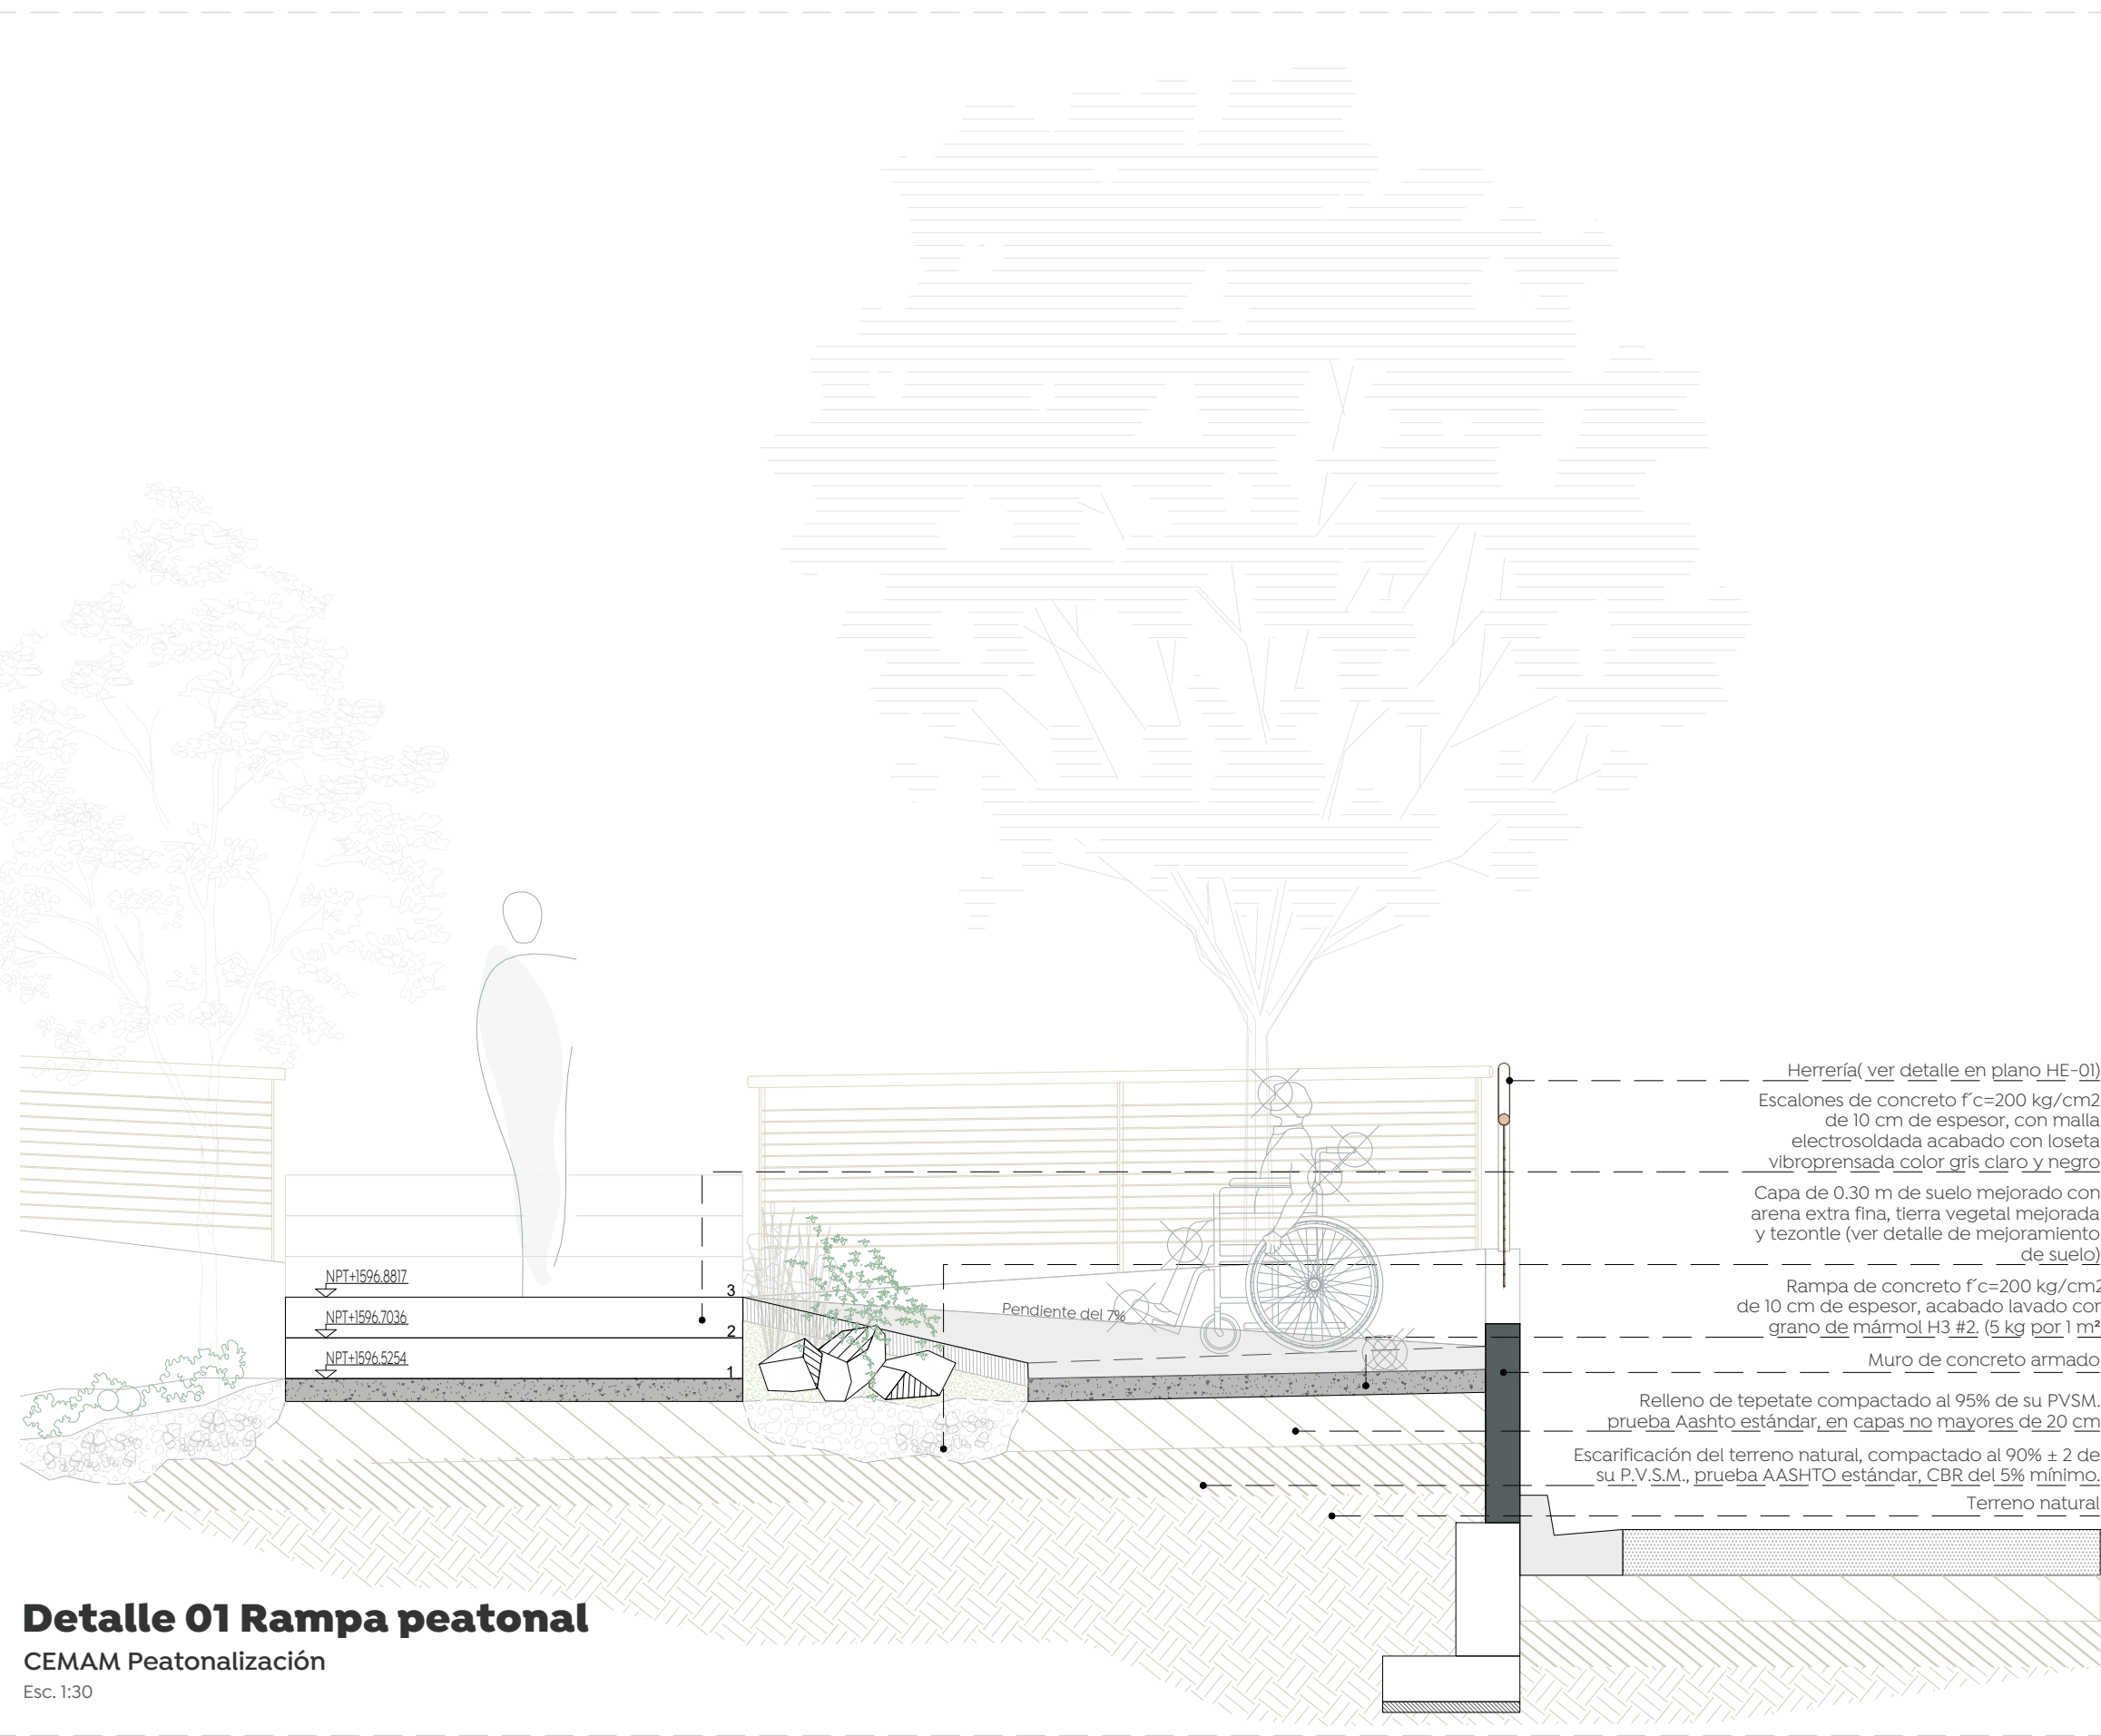 Herrería( ver detalle en plano HE-01)
Escalones de concreto f´c=200 kg/cm2
de 10 cm de espesor, con malla
electrosoldada acabado con loseta
vibroprensada color gris claro y negro
Capa de 0.30 m de suelo mejorado con
arena extra fina, tierra vegetal mejorada
y tezontle (ver detalle de mejoramiento
de suelo)
NPT+1596.8817
3
NPT+1596.7036
2
NPT+1596.5254
1
Pendiente del 7%
Rampa de concreto f´c=200 kg/cm2
de 10 cm de espesor, acabado lavado con
grano de mármol H3 #2. (5 kg por 1 m²
Muro de concreto armado
Relleno de tepetate compactado al 95% de su PVSM.
prueba Aashto estándar, en capas no mayores de 20 cm
Escarificación del terreno natural, compactado al 90% ± 2 de
su P.V.S.M., prueba AASHTO estándar, CBR del 5% mínimo.
Terreno natural
Detalle 01 Rampa peatonal
CEMAM Peatonalización
Esc. 1:30